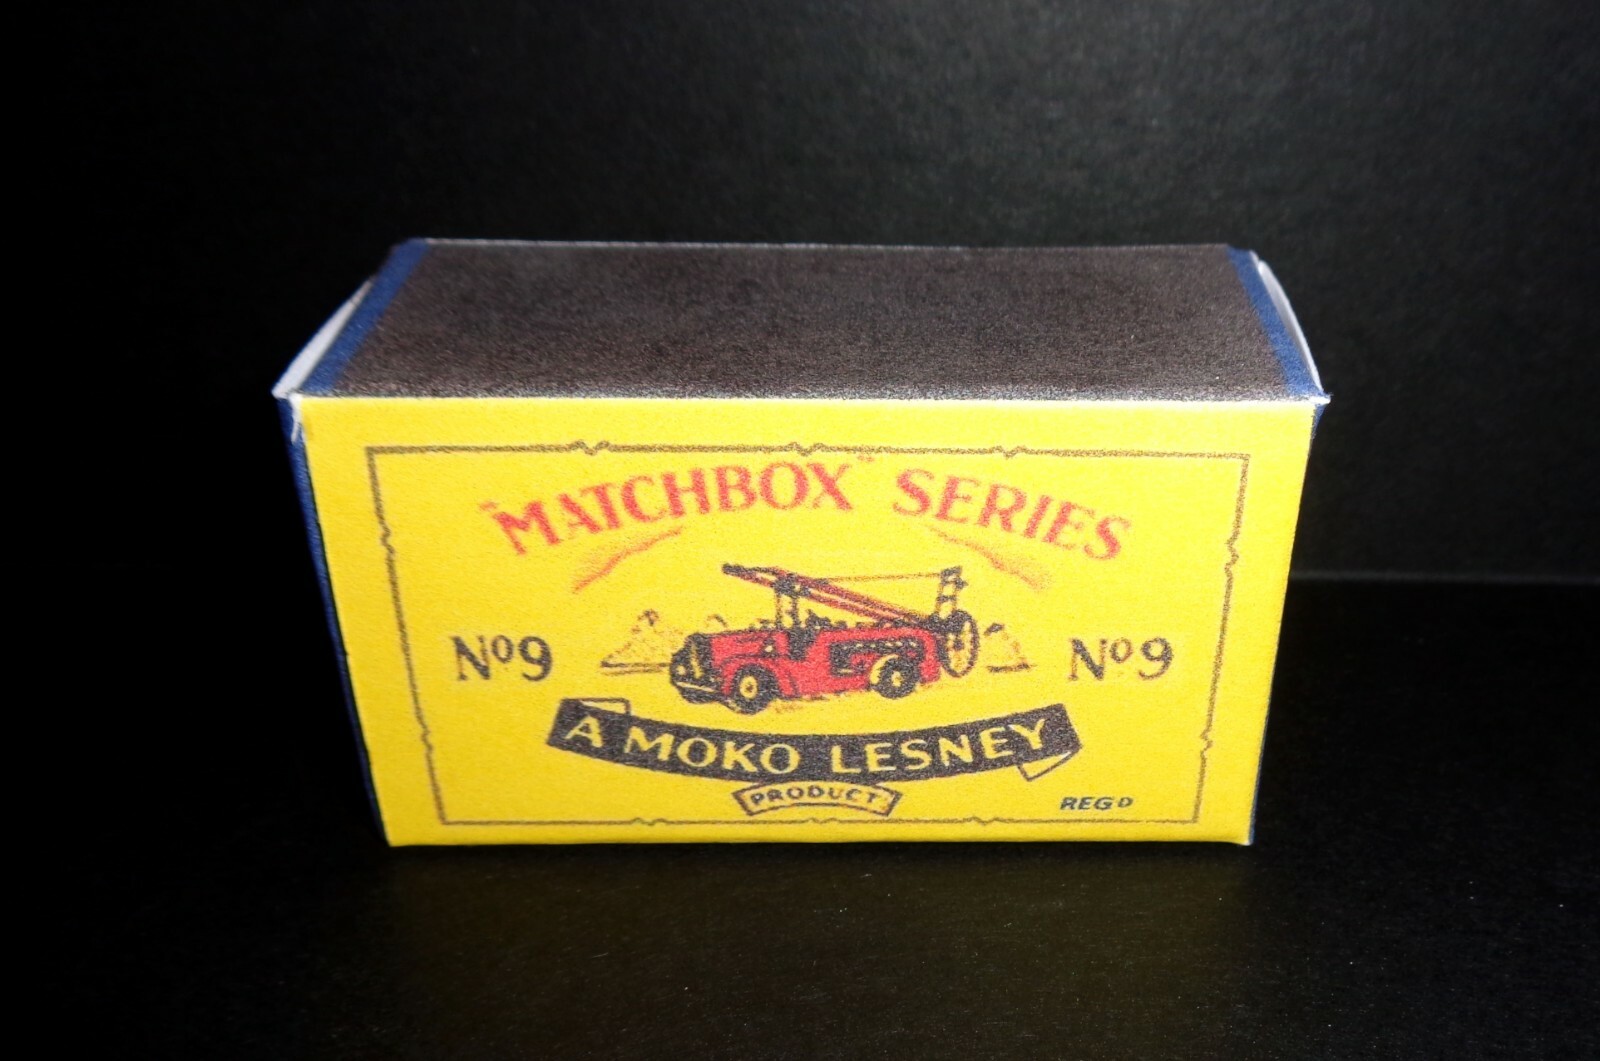 "MATCHBOX" SERIES
Nº9 Nº9
A MOKO LESNEY
PRODUCT
REGD